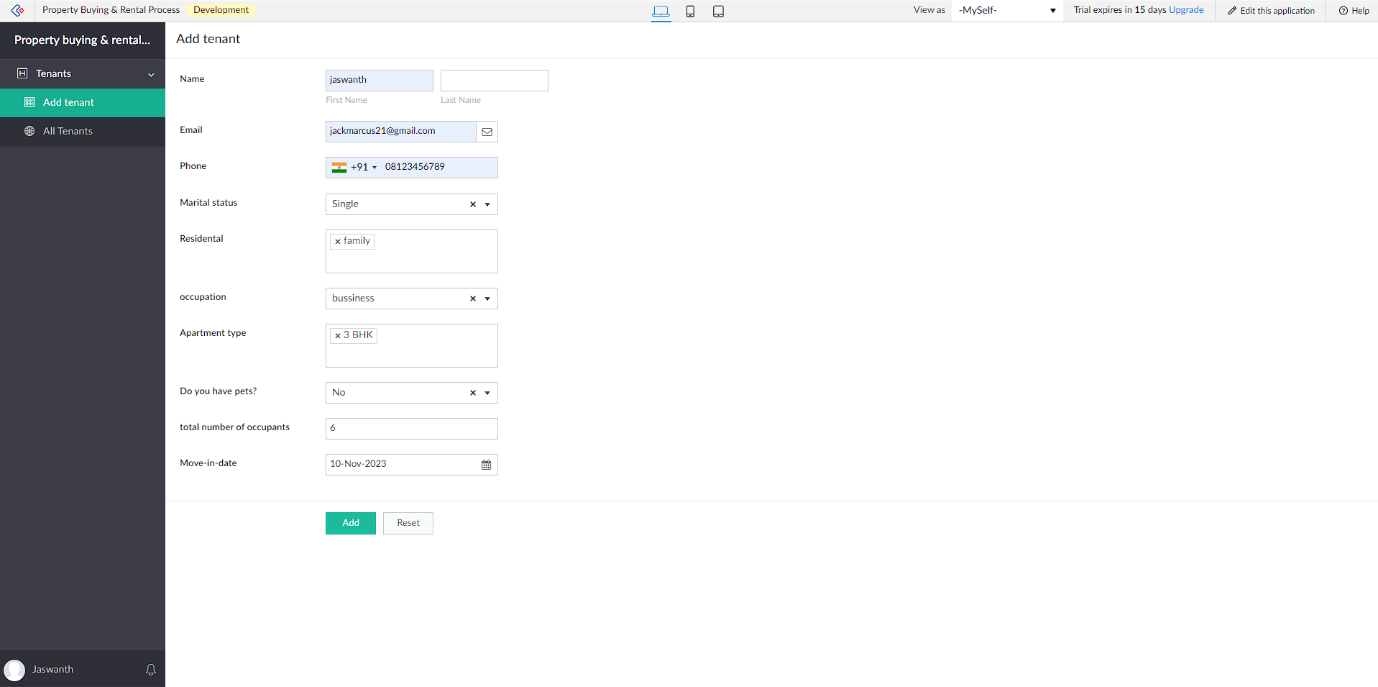 Property Buying & Rental Process Development View as -MySelf- Trial expires in 15 days Upgrade Edit this application Help
Property buying & rental...
Add tenant
Tenants
Add tenant
All Tenants
Name jaswanth
First Name Last Name
Email jackmarcus21@gmail.com
Phone +91 08123456789
Marital status Single
Residental family
occupation bussiness
Apartment type 3 BHK
Do you have pets? No
total number of occupants 6
Move-in-date 10-Nov-2023
Add Reset
Jaswanth